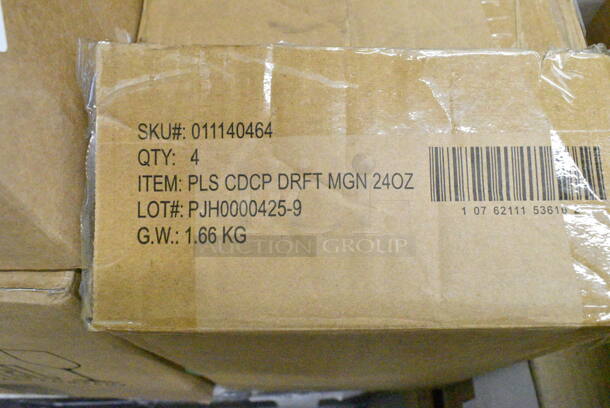 SKU#: 011140464
QTY: 4
ITEM: PLS CDCP DRFT MGN 24OZ
LOT#: PJH0000425-9
G.W.: 1.66 KG
1 07 62111 53610 2
AUCTION GROUP